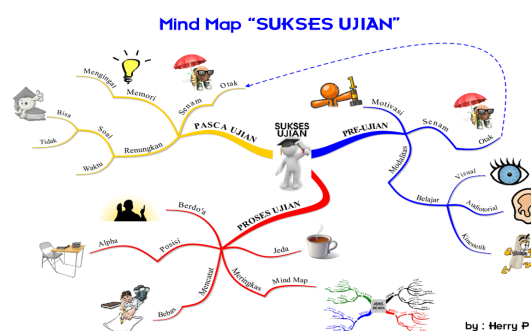 Mind Map "SUKSES UJIAN"
SUKSES
UJIAN
PRE-UJIAN
Motivasi
Senam
Otak
Modalitas
Belajar
Visual
Audiotorial
Kinestetik
PROSES UJIAN
Berdo'a
Posisi
Alpha
Mencatat
Bebas
Meringkas
Mind Map
Jeda
PASCA UJIAN
Renungkan
Soal
Bisa
Tidak
Waktu
Memori
Mengingat
Senam
Otak
by : Herry P